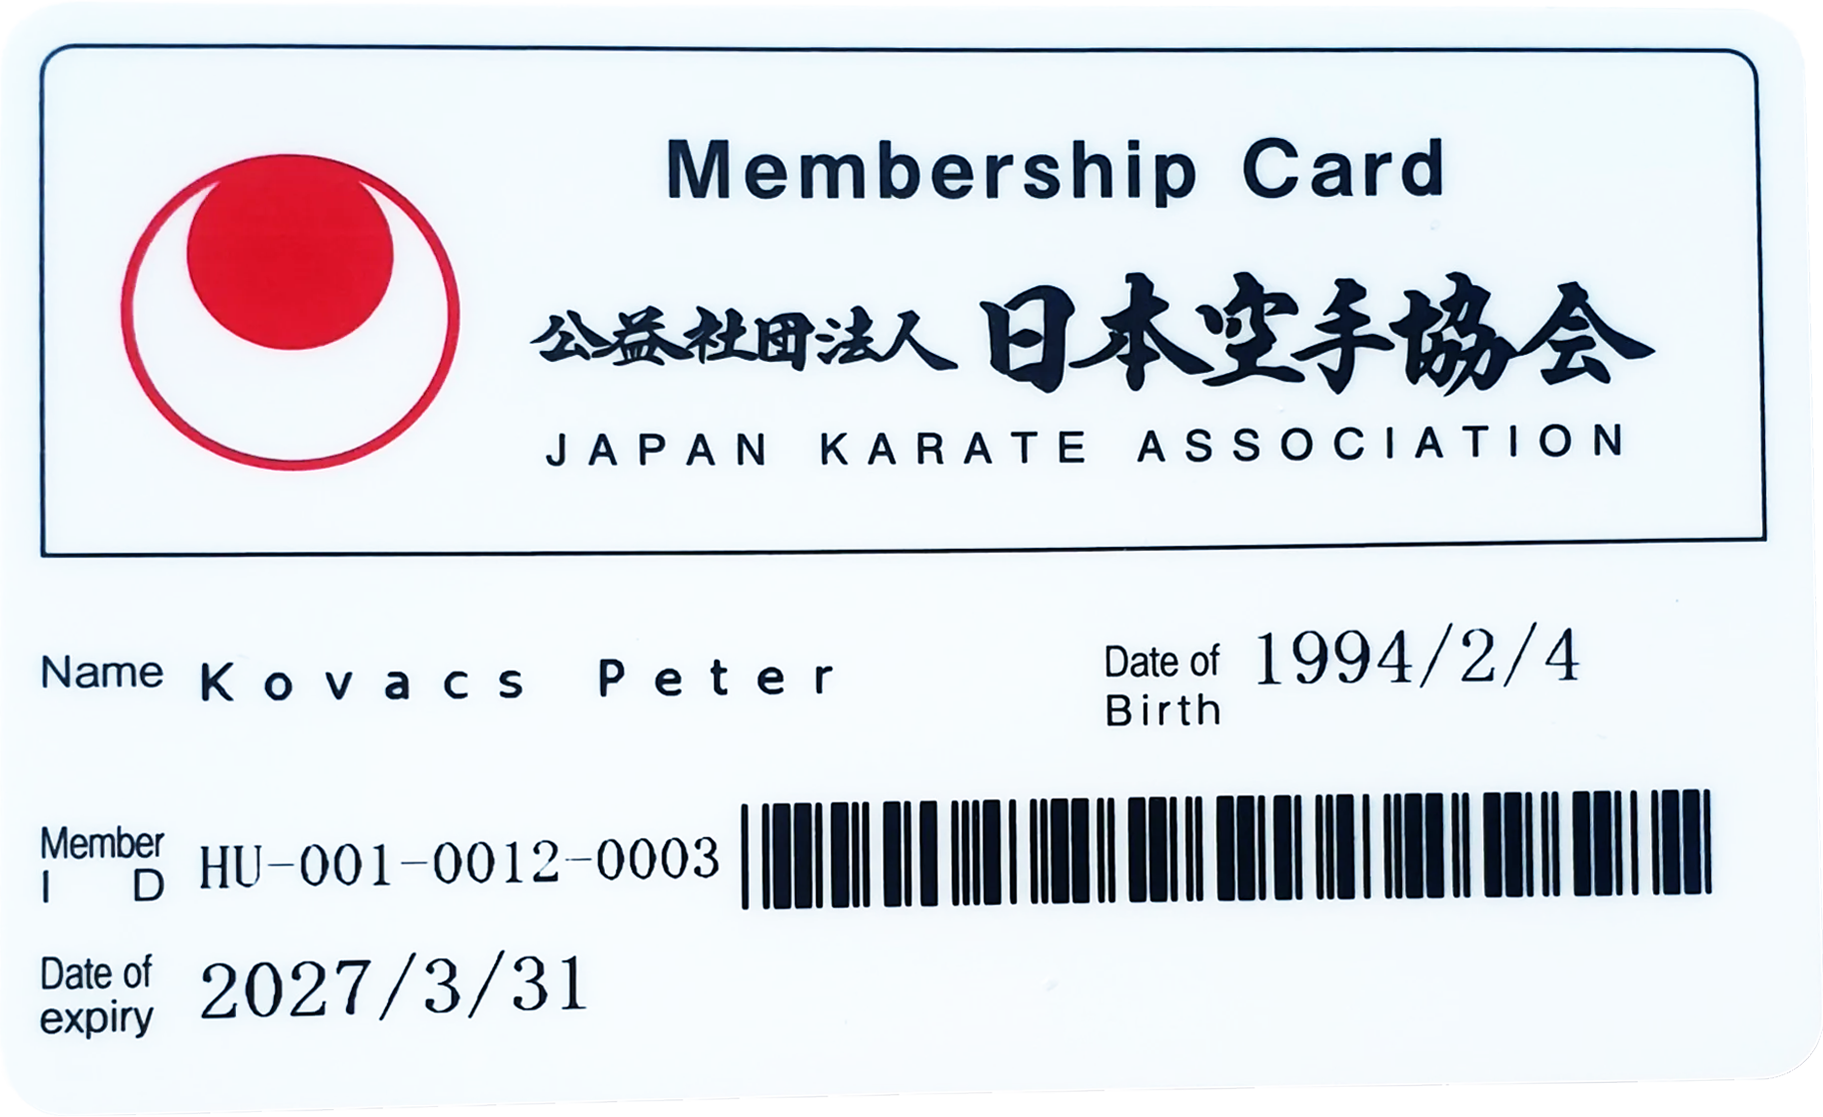 Membership Card
公益社団法人 日本空手協会
JAPAN KARATE ASSOCIATION
Name Kovacs Peter
Date of Birth 1994/2/4
Member ID HU-001-0012-0003
Date of expiry 2027/3/31